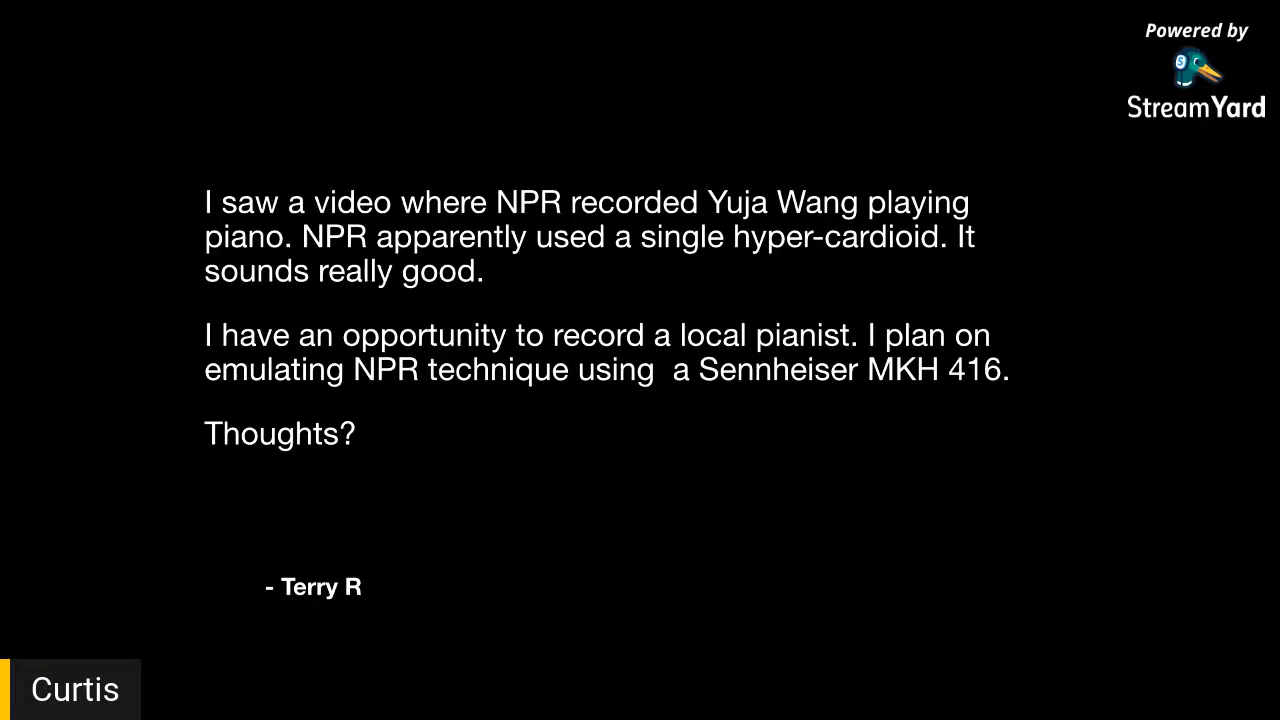 Powered by
StreamYard
I saw a video where NPR recorded Yuja Wang playing
piano. NPR apparently used a single hyper-cardioid. It
sounds really good.
I have an opportunity to record a local pianist. I plan on
emulating NPR technique using  a Sennheiser MKH 416.
Thoughts?
- Terry R
Curtis